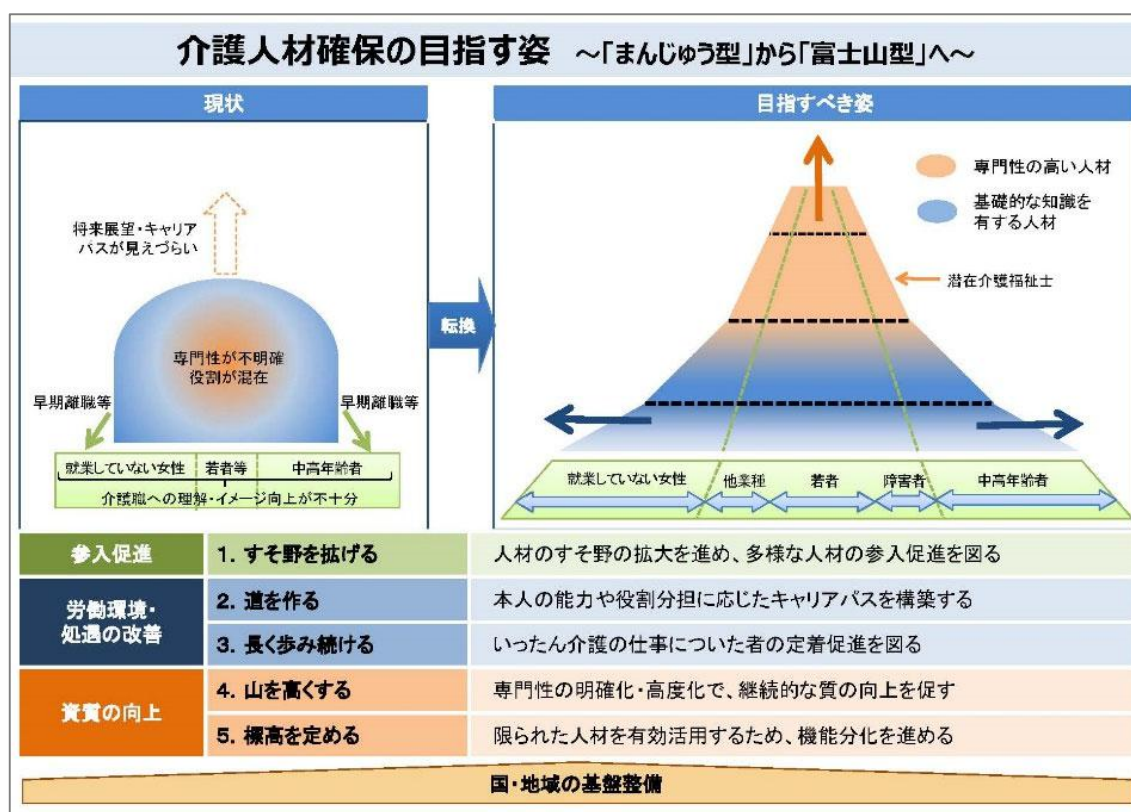 介護人材確保の目指す姿 ～「まんじゅう型」から「富士山型」へ～
現状
将来展望・キャリア
パスが見えづらい
専門性が不明確
役割が混在
早期離職等
早期離職等
就業していない女性 若者等 中高年齢者
介護職への理解・イメージ向上が不十分
転換
目指すべき姿
専門性の高い人材
基礎的な知識を
有する人材
潜在介護福祉士
就業していない女性 他業種 若者 障害者 中高年齢者
参入促進 1. すそ野を拡げる 人材のすそ野の拡大を進め、多様な人材の参入促進を図る
労働環境・
処遇の改善
2. 道を作る 本人の能力や役割分担に応じたキャリアパスを構築する
3. 長く歩み続ける いったん介護の仕事についた者の定着促進を図る
資質の向上
4. 山を高くする 専門性の明確化・高度化で、継続的な質の向上を促す
5. 標高を定める 限られた人材を有効活用するため、機能分化を進める
国・地域の基盤整備